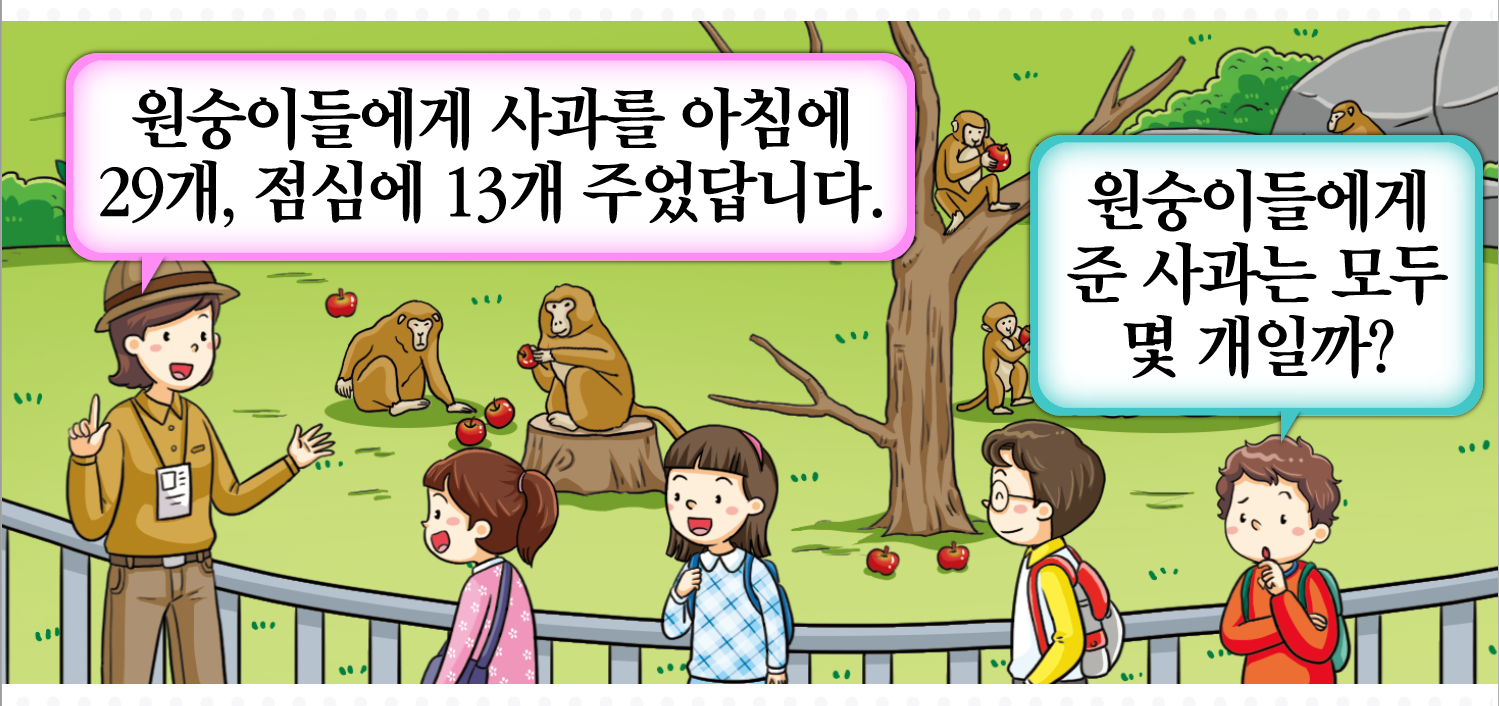 원숭이들에게 사과를 아침에
29개, 점심에 13개 주었답니다.
원숭이들에게
준 사과는 모두
몇 개일까?